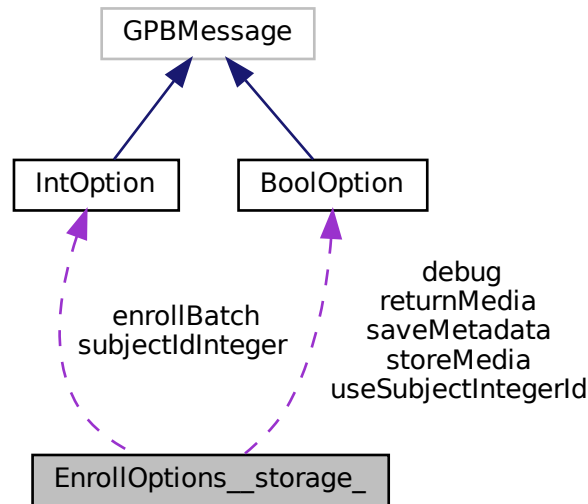 GPBMessage
IntOption
BoolOption
enrollBatch
subjectIdInteger
debug
returnMedia
saveMetadata
storeMedia
useSubjectIntegerId
EnrollOptions__storage_